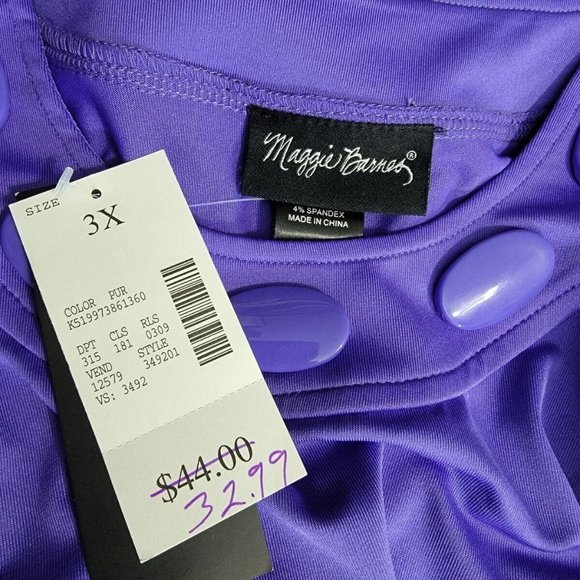 Maggie Barnes®
4% SPANDEX
MADE IN CHINA
SIZE
3X
COLOR PUR
K519973861360
DPT CLS RLS
315 181 0309
VEND STYLE
12579 349201
VS: 3492
$44.00
32.99